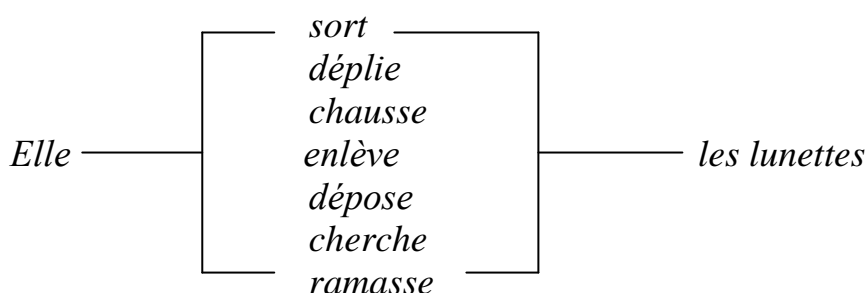 sort
déplie
chausse
Elle enlève les lunettes
dépose
cherche
ramasse